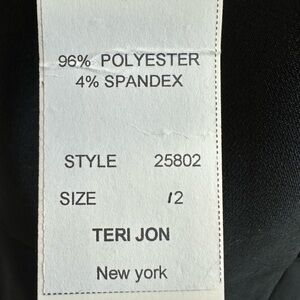 96% POLYESTER
4% SPANDEX
STYLE 25802
SIZE 12
TERI JON
New york